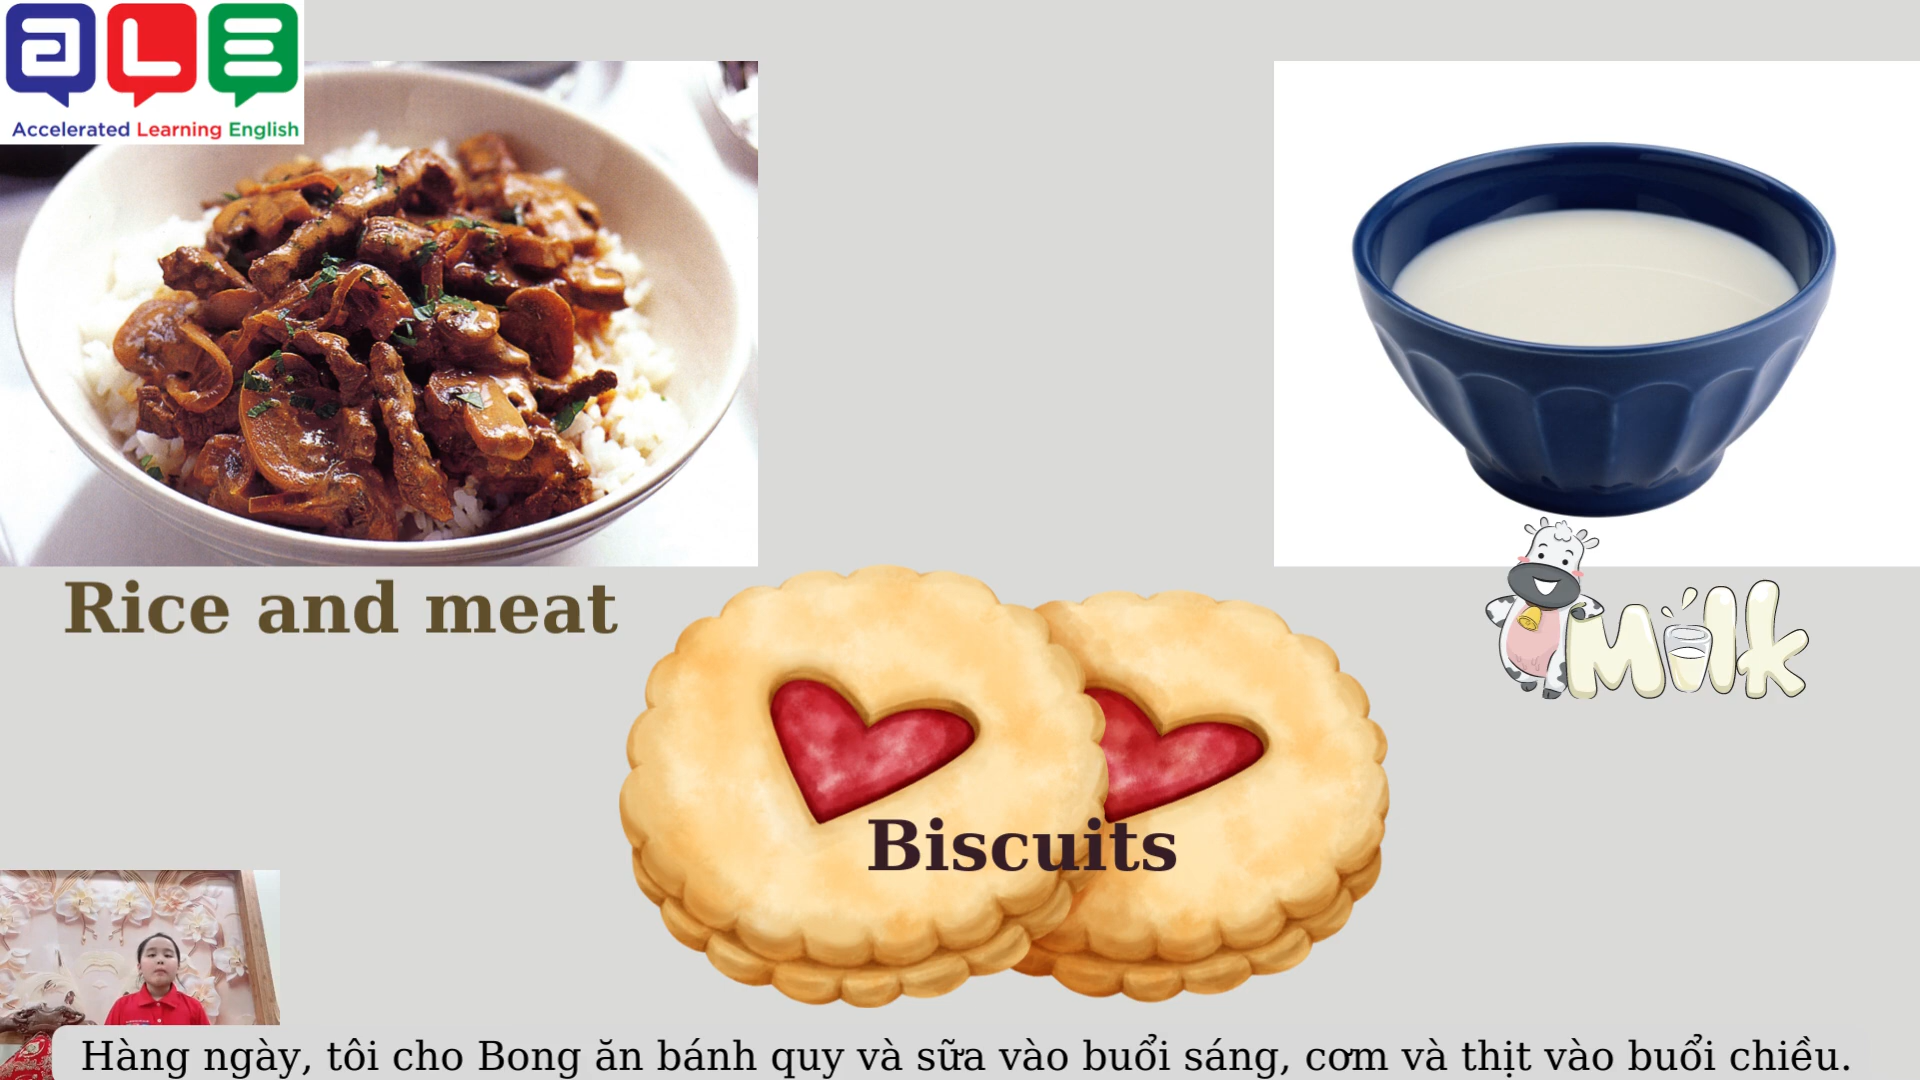 aLE
Accelerated Learning English
Rice and meat
Milk
Biscuits
Hàng ngày, tôi cho Bong ăn bánh quy và sữa vào buổi sáng, cơm và thịt vào buổi chiều.